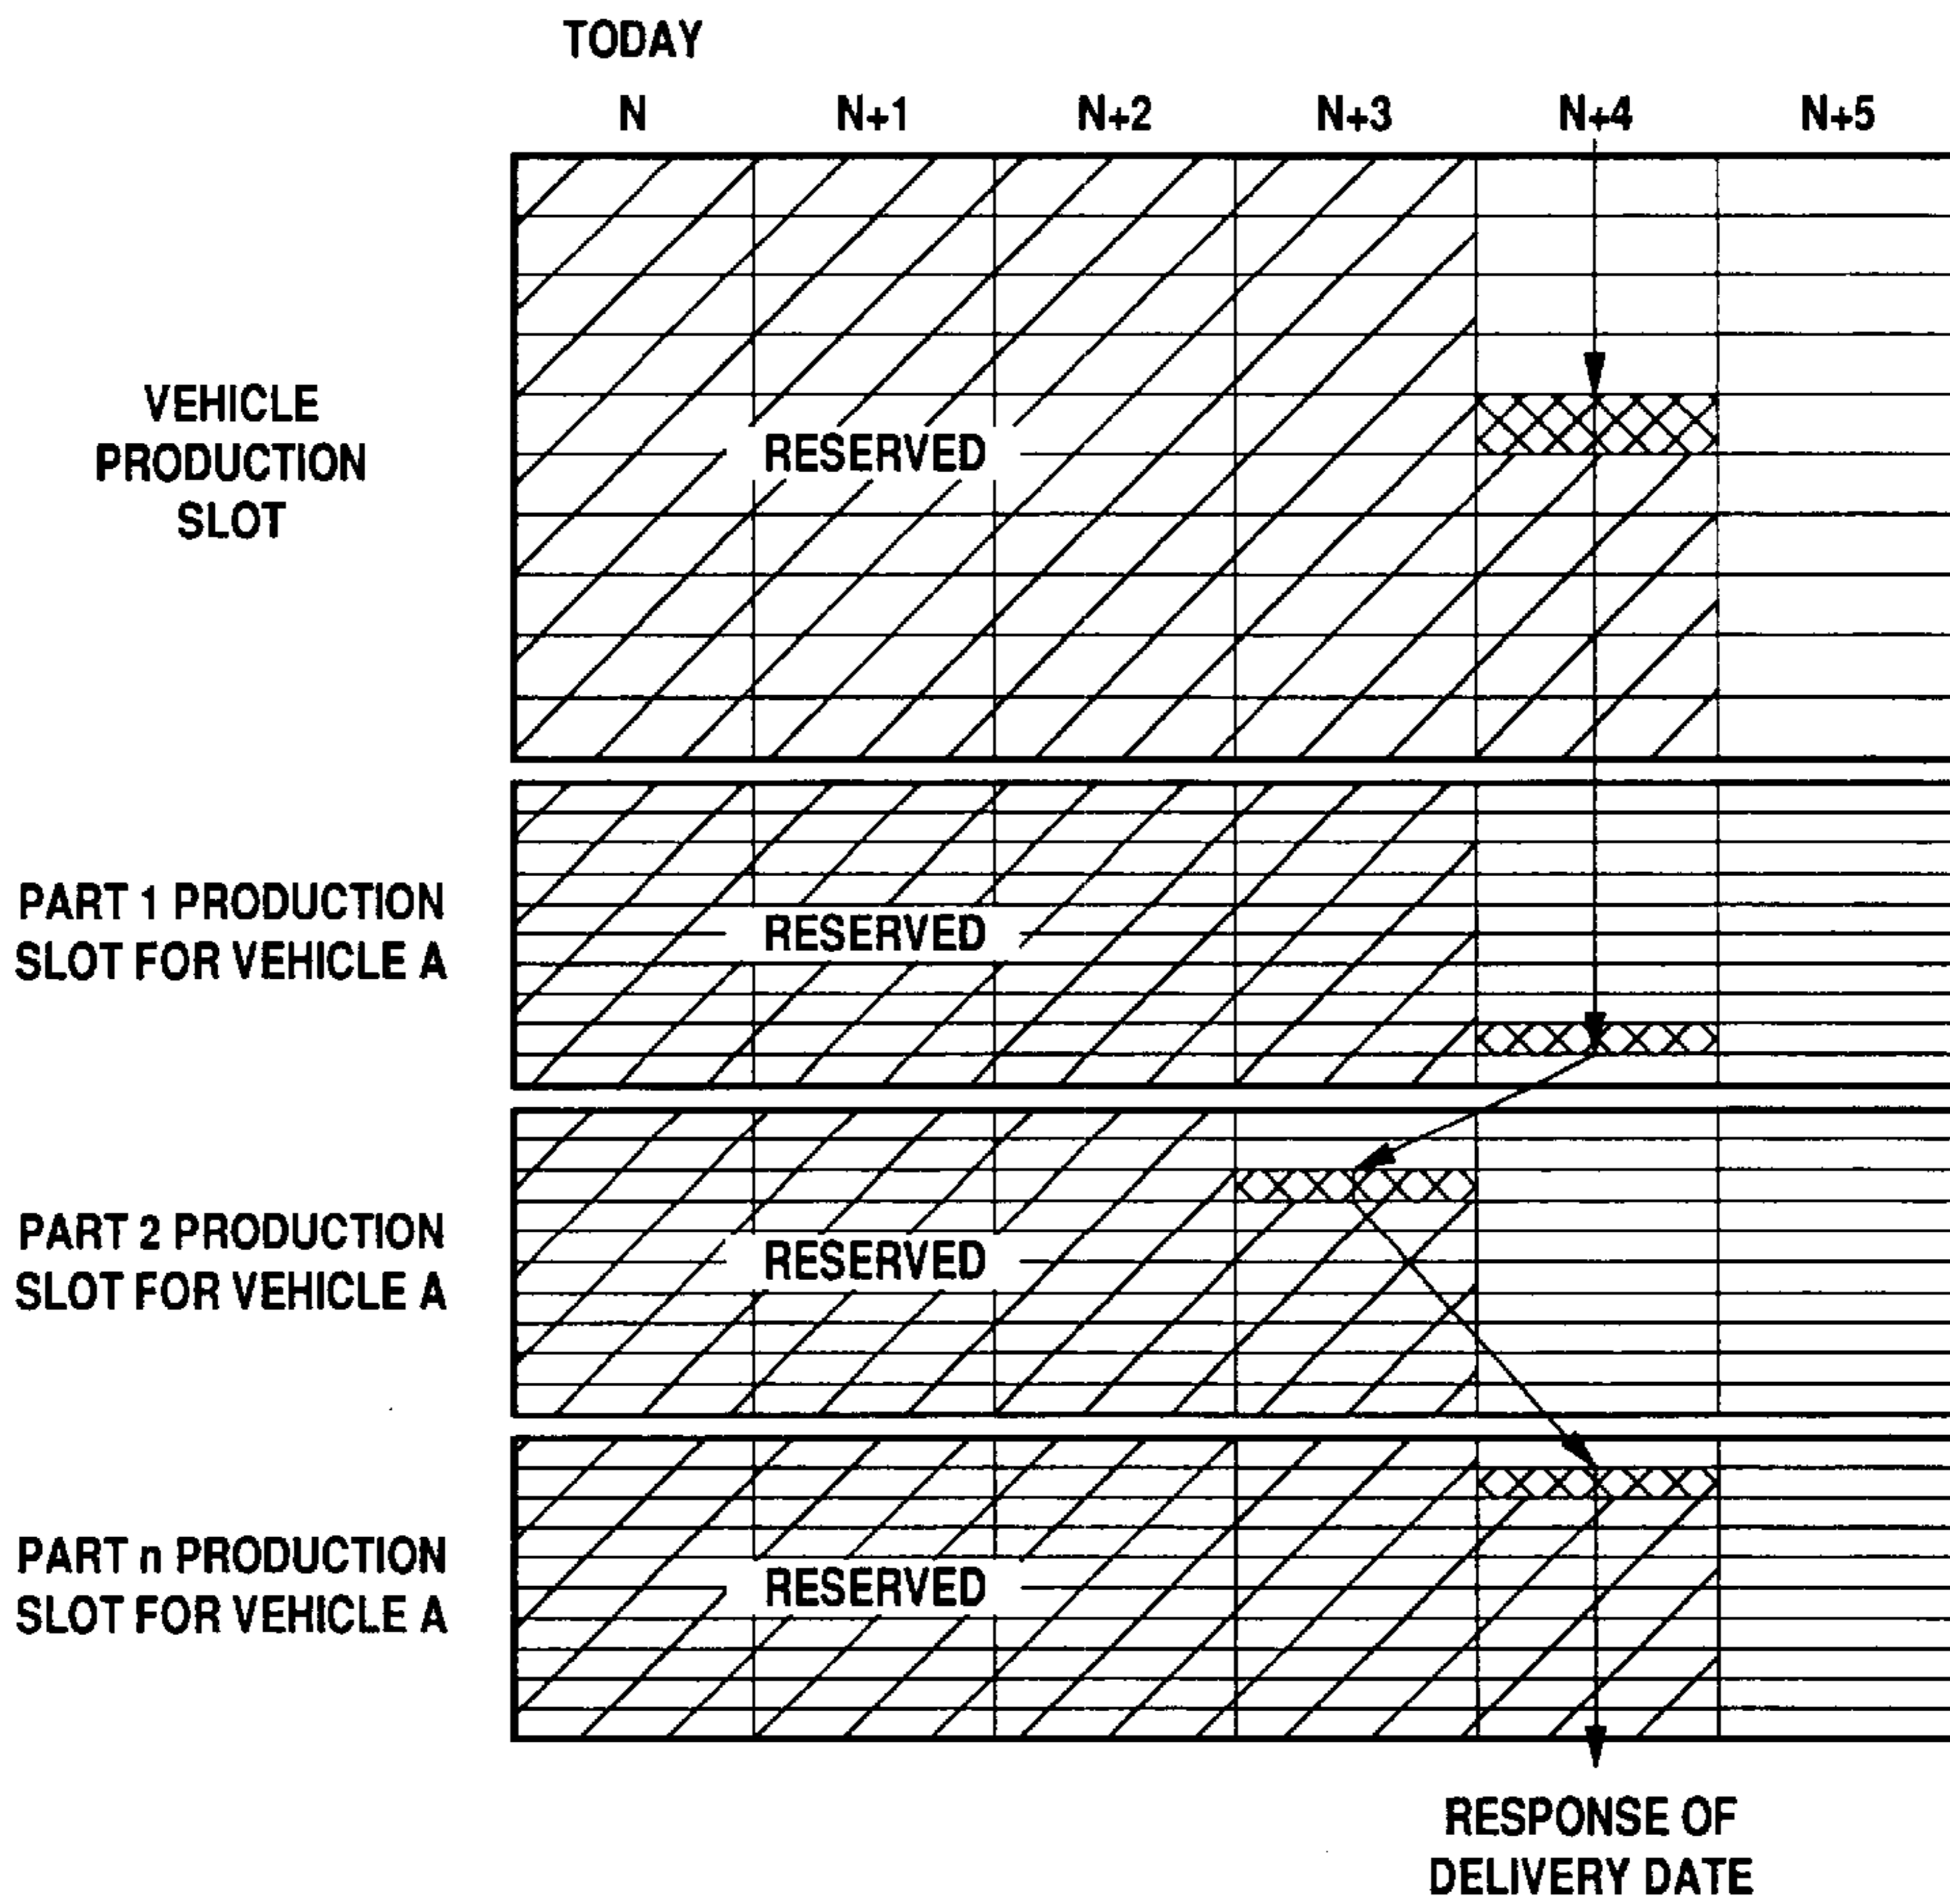 TODAY
N N+1 N+2 N+3 N+4 N+5
VEHICLE
PRODUCTION
SLOT
RESERVED
PART 1 PRODUCTION
SLOT FOR VEHICLE A
RESERVED
PART 2 PRODUCTION
SLOT FOR VEHICLE A
RESERVED
PART n PRODUCTION
SLOT FOR VEHICLE A
RESERVED
RESPONSE OF
DELIVERY DATE